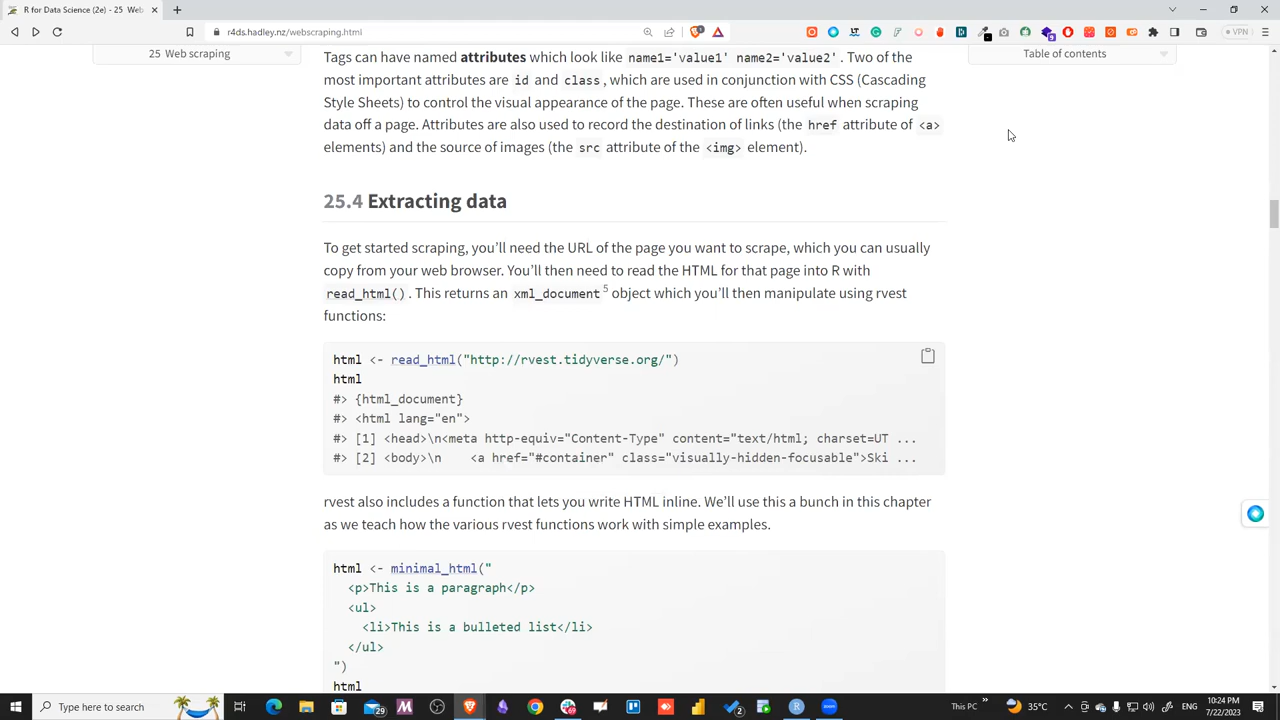 R for Data Science (2e) - 25 Web
r4ds.hadley.nz/webscraping.html
VPN
25 Web scraping
Table of contents
Tags can have named attributes which look like name1='value1' name2='value2'. Two of the
most important attributes are id and class, which are used in conjunction with CSS (Cascading
Style Sheets) to control the visual appearance of the page. These are often useful when scraping
data off a page. Attributes are also used to record the destination of links (the href attribute of <a>
elements) and the source of images (the src attribute of the <img> element).
25.4 Extracting data
To get started scraping, you'll need the URL of the page you want to scrape, which you can usually
copy from your web browser. You'll then need to read the HTML for that page into R with
read_html(). This returns an xml_document 5 object which you'll then manipulate using rvest
functions:
html <- read_html("http://rvest.tidyverse.org/")
html
#> {html_document}
#> <html lang="en">
#> [1] <head>\n<meta http-equiv="Content-Type" content="text/html; charset=UT ...
#> [2] <body>\n    <a href="#container" class="visually-hidden-focusable">Ski ...
rvest also includes a function that lets you write HTML inline. We'll use this a bunch in this chapter
as we teach how the various rvest functions work with simple examples.
html <- minimal_html("
  <p>This is a paragraph</p>
  <ul>
    <li>This is a bulleted list</li>
  </ul>
")
html
Type here to search
29
2
This PC
35°C
10:24 PM
7/22/2023